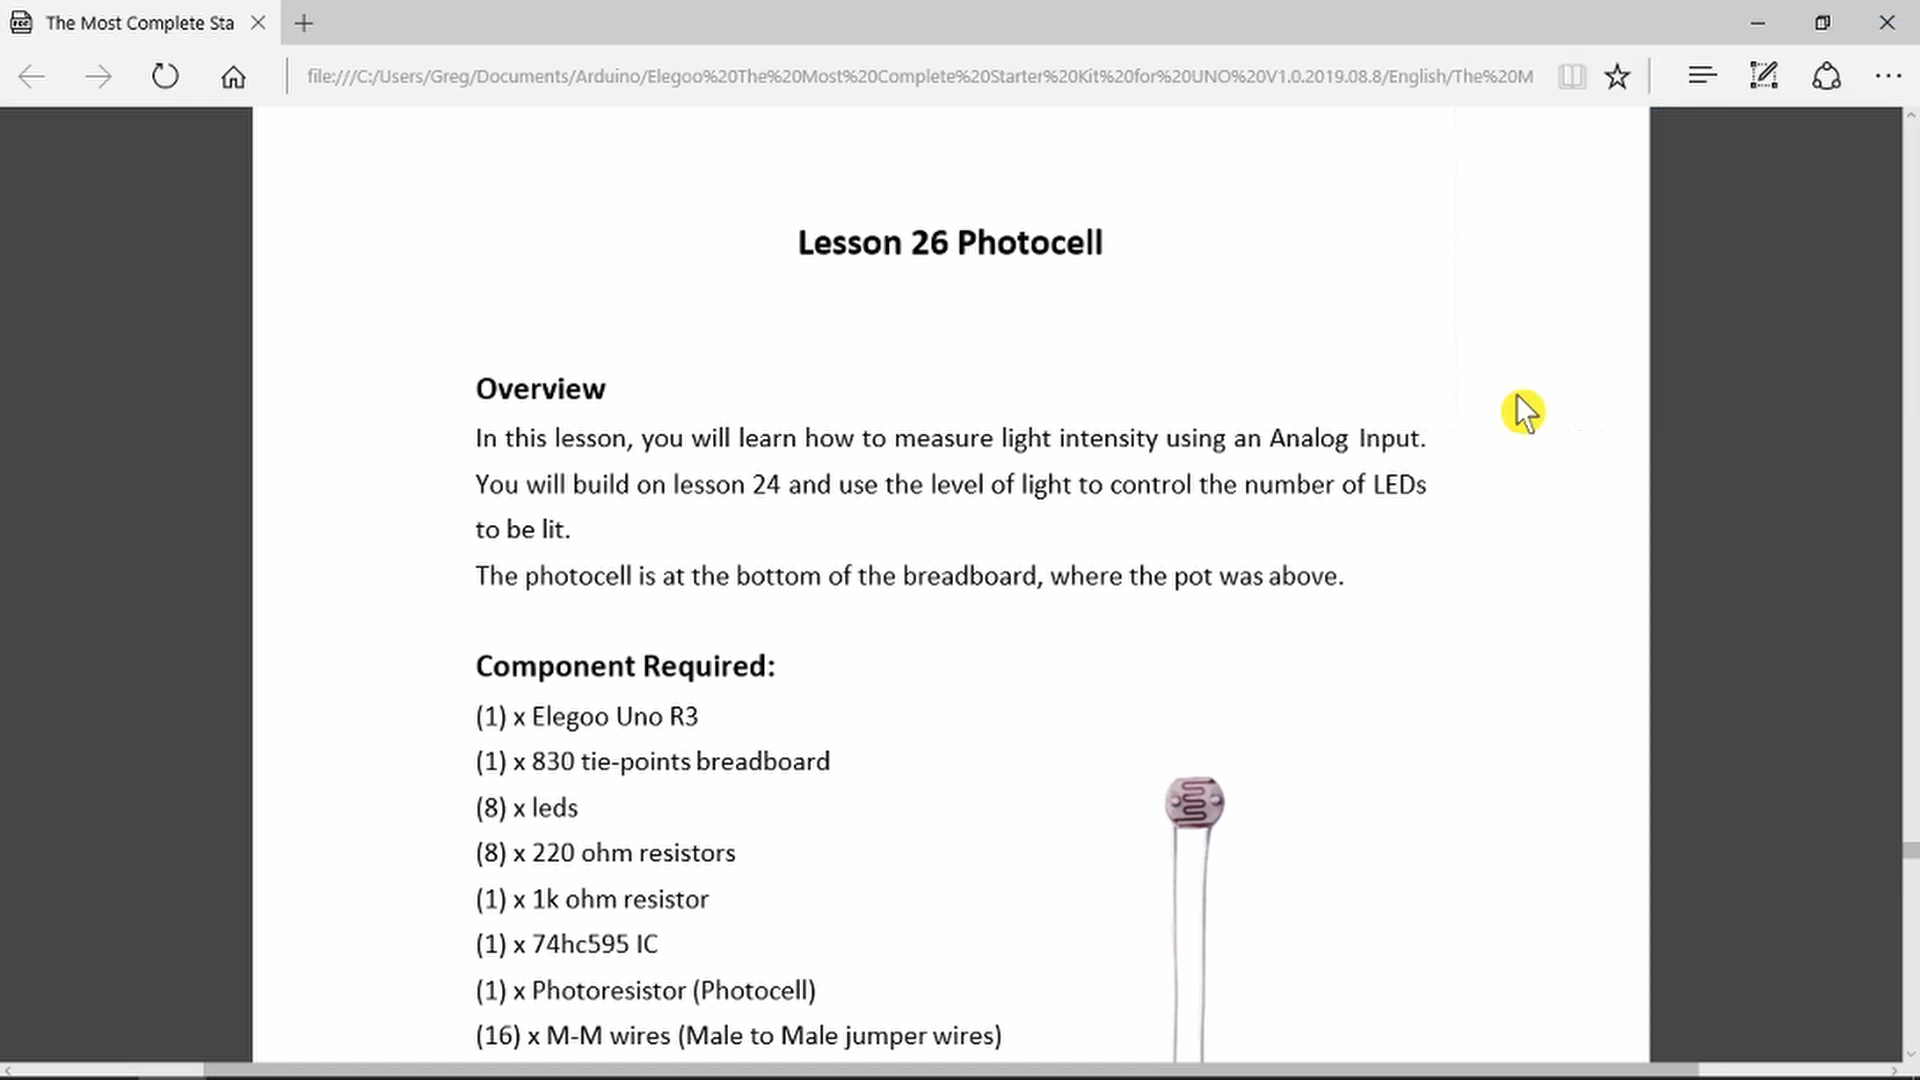 The Most Complete Sta
file:///C:/Users/Greg/Documents/Arduino/Elegoo%20The%20Most%20Complete%20Starter%20Kit%20for%20UNO%20V1.0.2019.08.8/English/The%20M
Lesson 26 Photocell
Overview
In this lesson, you will learn how to measure light intensity using an Analog Input.
You will build on lesson 24 and use the level of light to control the number of LEDs
to be lit.
The photocell is at the bottom of the breadboard, where the pot was above.
Component Required:
(1) x Elegoo Uno R3
(1) x 830 tie-points breadboard
(8) x leds
(8) x 220 ohm resistors
(1) x 1k ohm resistor
(1) x 74hc595 IC
(1) x Photoresistor (Photocell)
(16) x M-M wires (Male to Male jumper wires)